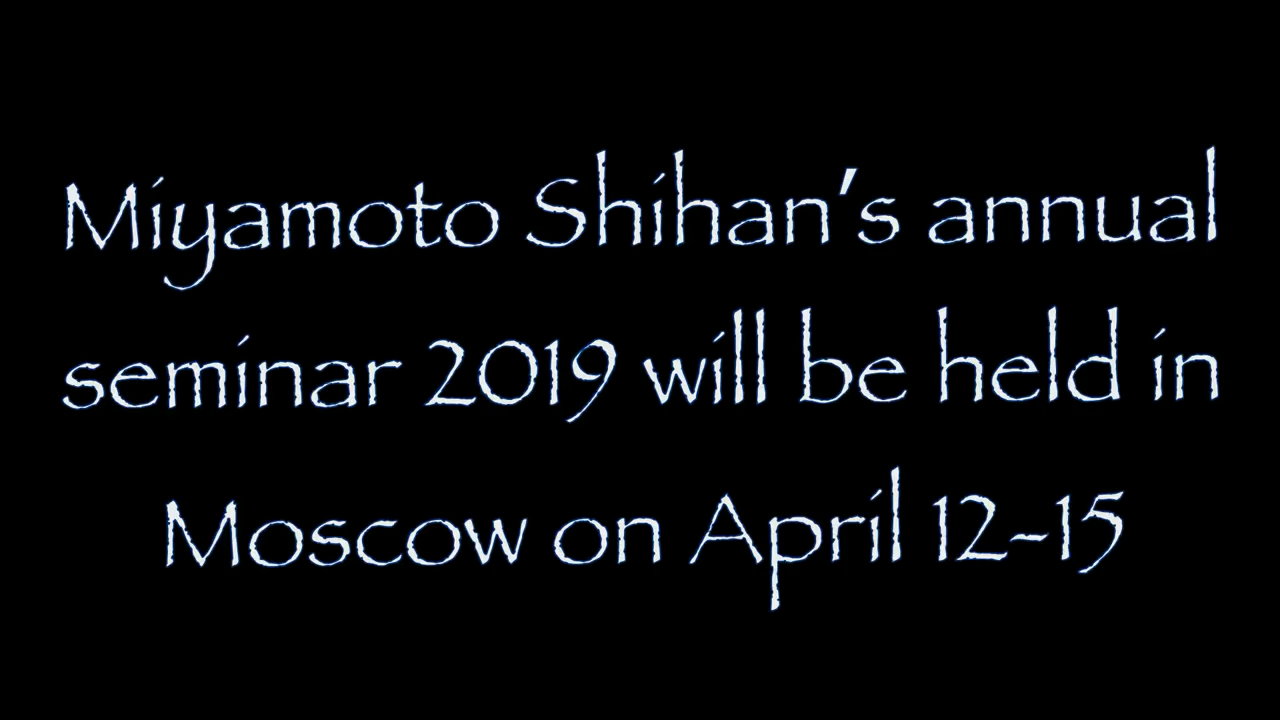 Miyamoto Shihan's annual
seminar 2019 will be held in
Moscow on April 12-15